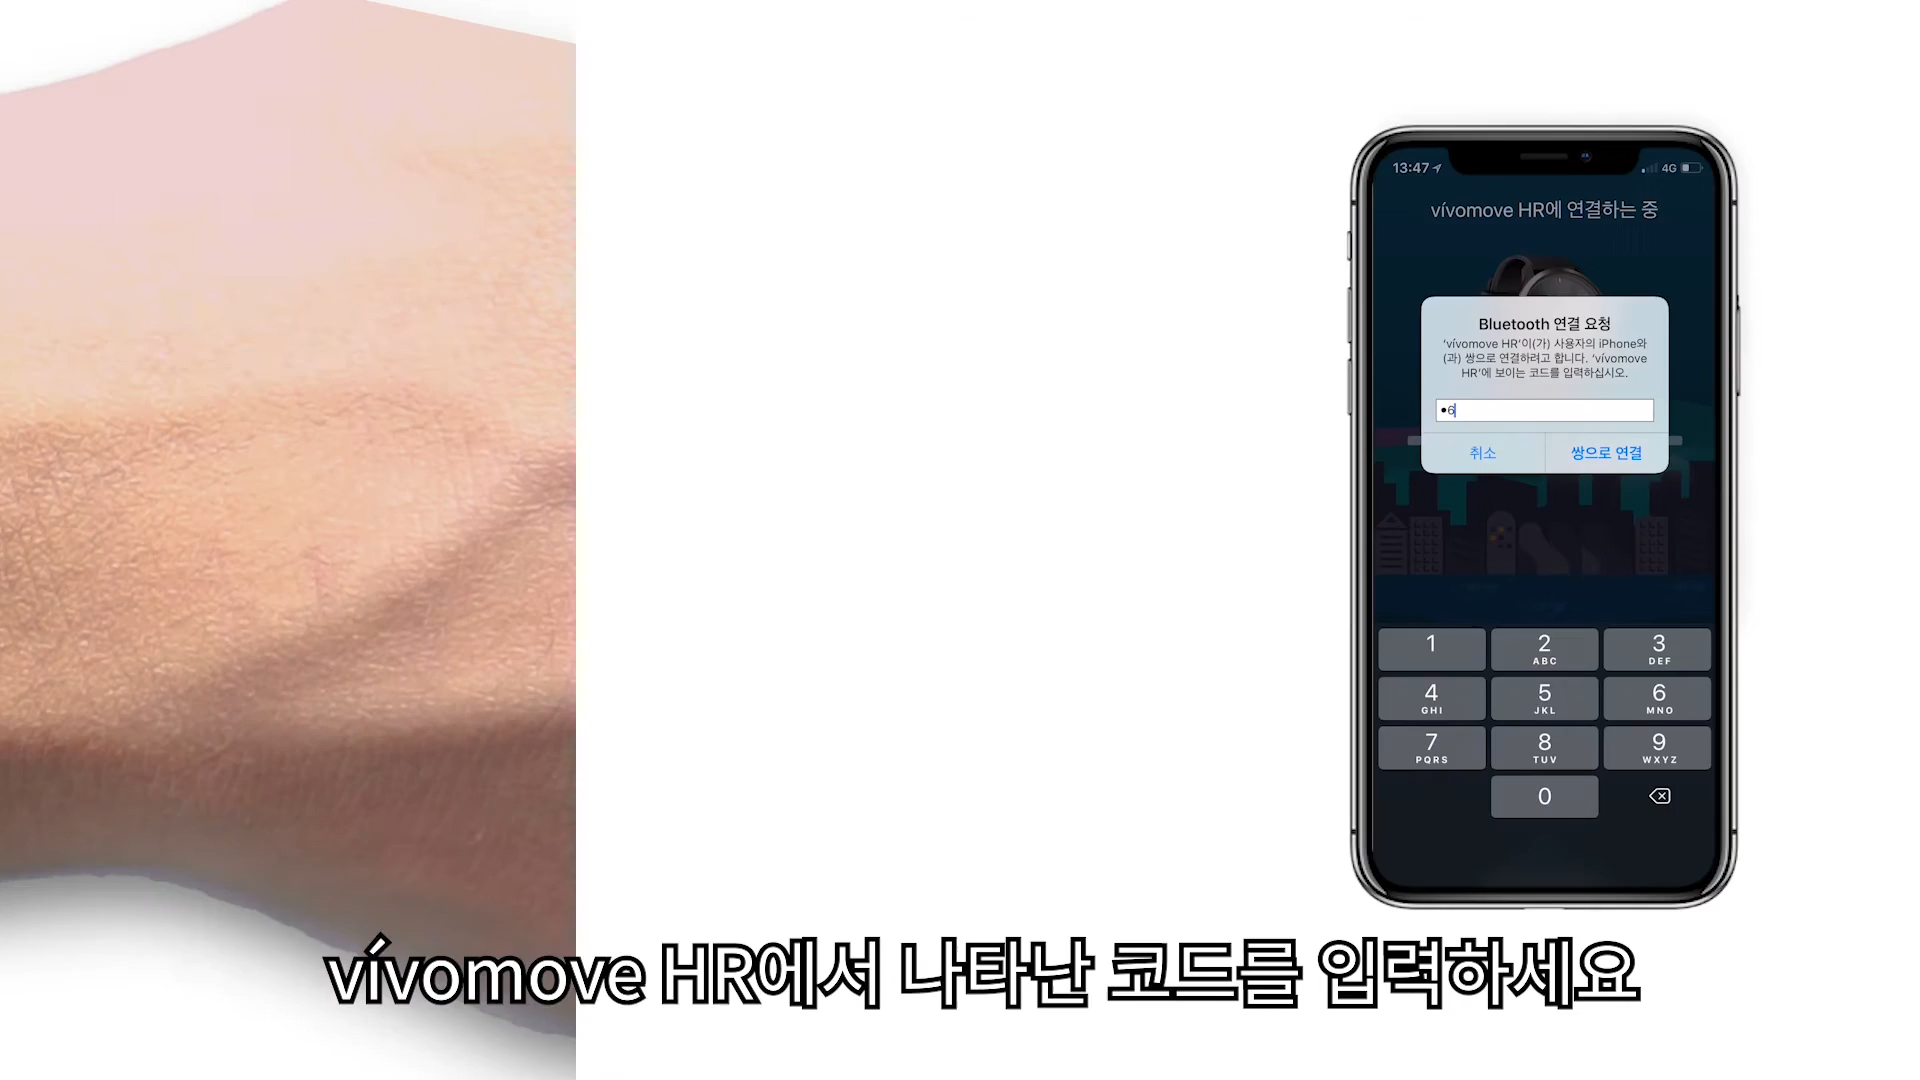 13:47
4G
vívomove HR에 연결하는 중
Bluetooth 연결 요청
'vívomove HR'이(가) 사용자의 iPhone와
(과) 쌍으로 연결하려고 합니다. 'vívomove
HR'에 보이는 코드를 입력하십시오.
•6
취소
쌍으로 연결
1
2
ABC
3
DEF
4
GHI
5
JKL
6
MNO
7
PQRS
8
TUV
9
WXYZ
0
vívomove HR에서 나타난 코드를 입력하세요